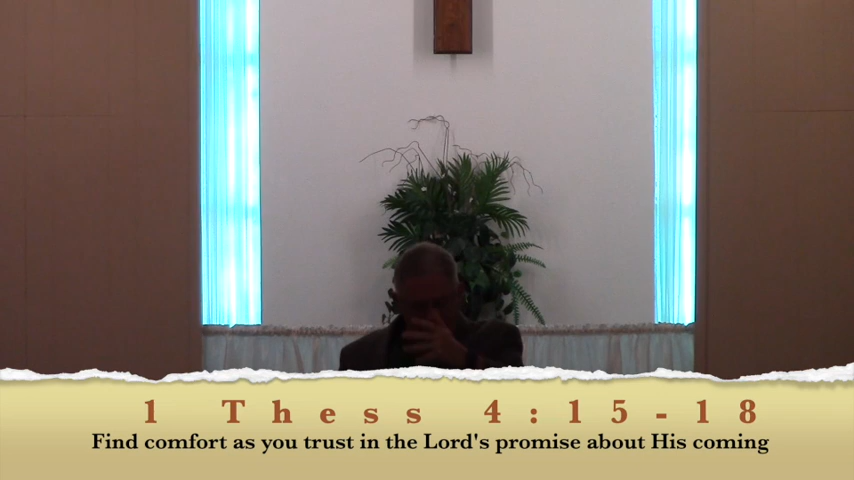 1 Thess 4:15-18
Find comfort as you trust in the Lord's promise about His coming